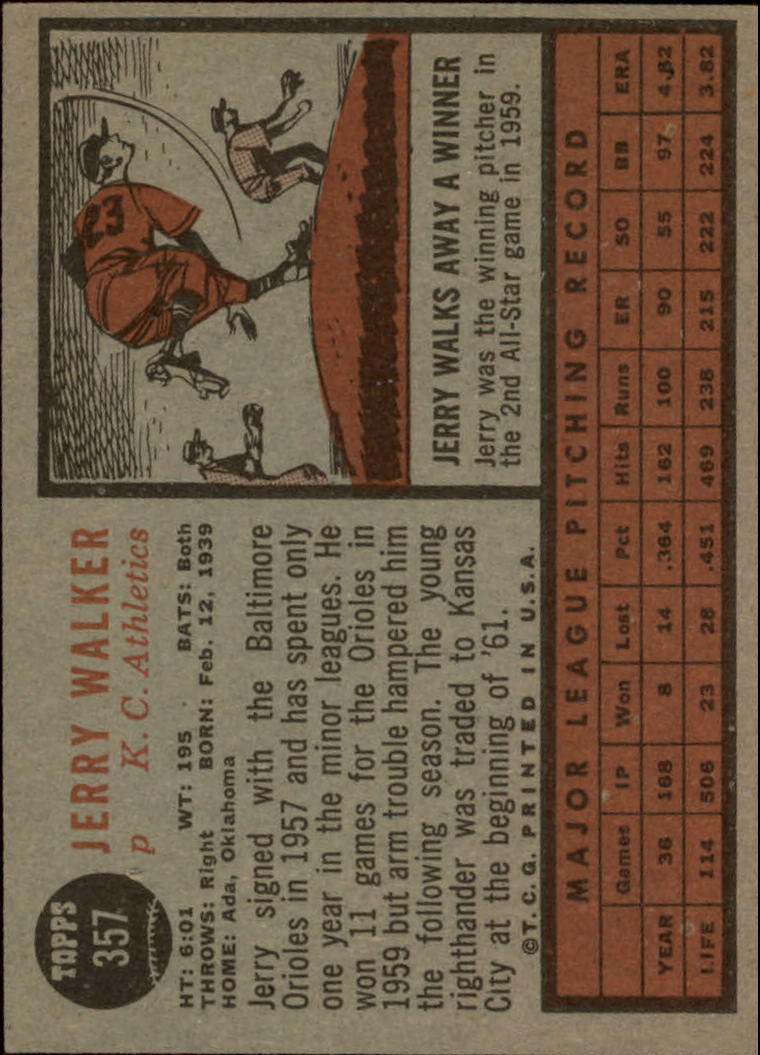 TOPPS
357
JERRY WALKER
p K. C. Athletics
HT: 6:01 WT: 195 BATS: Both
THROWS: Right BORN: Feb. 12, 1939
HOME: Ada, Oklahoma
Jerry signed with the Baltimore
Orioles in 1957 and has spent only
one year in the minor leagues. He
won 11 games for the Orioles in
1959 but arm trouble hampered him
the following season. The young
righthander was traded to Kansas
City at the beginning of '61.
©T. C. G. PRINTED IN U.S.A.
23
JERRY WALKS AWAY A WINNER
Jerry was the winning pitcher in
the 2nd All-Star game in 1959.
MAJOR LEAGUE PITCHING RECORD
Games IP Won Lost Pct Hits Runs ER SO BB ERA
YEAR 36 168 8 14 .364 162 100 90 55 97 4.82
LIFE 114 506 23 28 .451 469 238 215 222 224 3.82